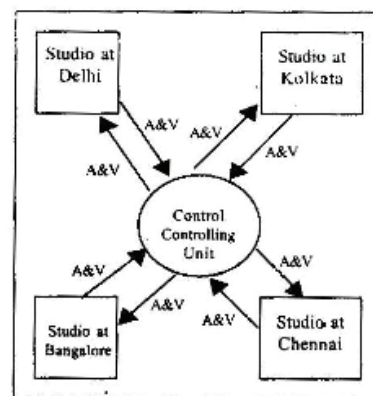 Studio at
Delhi
Studio at
Kolkata
A&V
A&V
A&V
A&V
Control
Controlling
Unit
A&V
A&V
A&V
A&V
Studio at
Bangalore
Studio at
Chennai